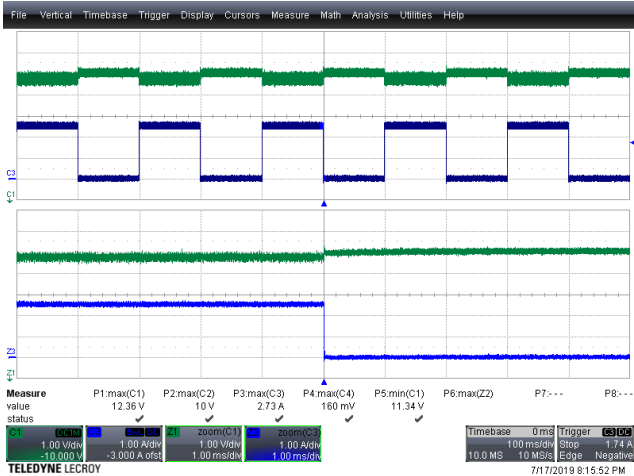 File Vertical Timebase Trigger Display Cursors Measure Math Analysis Utilities Help
C3
C1
Z3
Z1
Measure P1:max(C1) P2:max(C2) P3:max(C3) P4:max(C4) P5:min(C1) P6:max(Z2) P7:- - - P8:- - -
value 12.36 V 10 V 2.73 A 160 mV 11.34 V
status
C1 DC1M Z1 zoom(C1) zoom(C3) Timebase 0 ms Trigger C3 DC
1.00 V/div 1.00 A/div 1.00 V/div 1.00 A/div 100 ms/div Stop 1.74 A
-10.000 V -3.000 A ofst 1.00 ms/div 1.00 ms/div 10.0 MS 10 MS/s Edge Negative
TELEDYNE LECROY 7/17/2019 8:15:52 PM